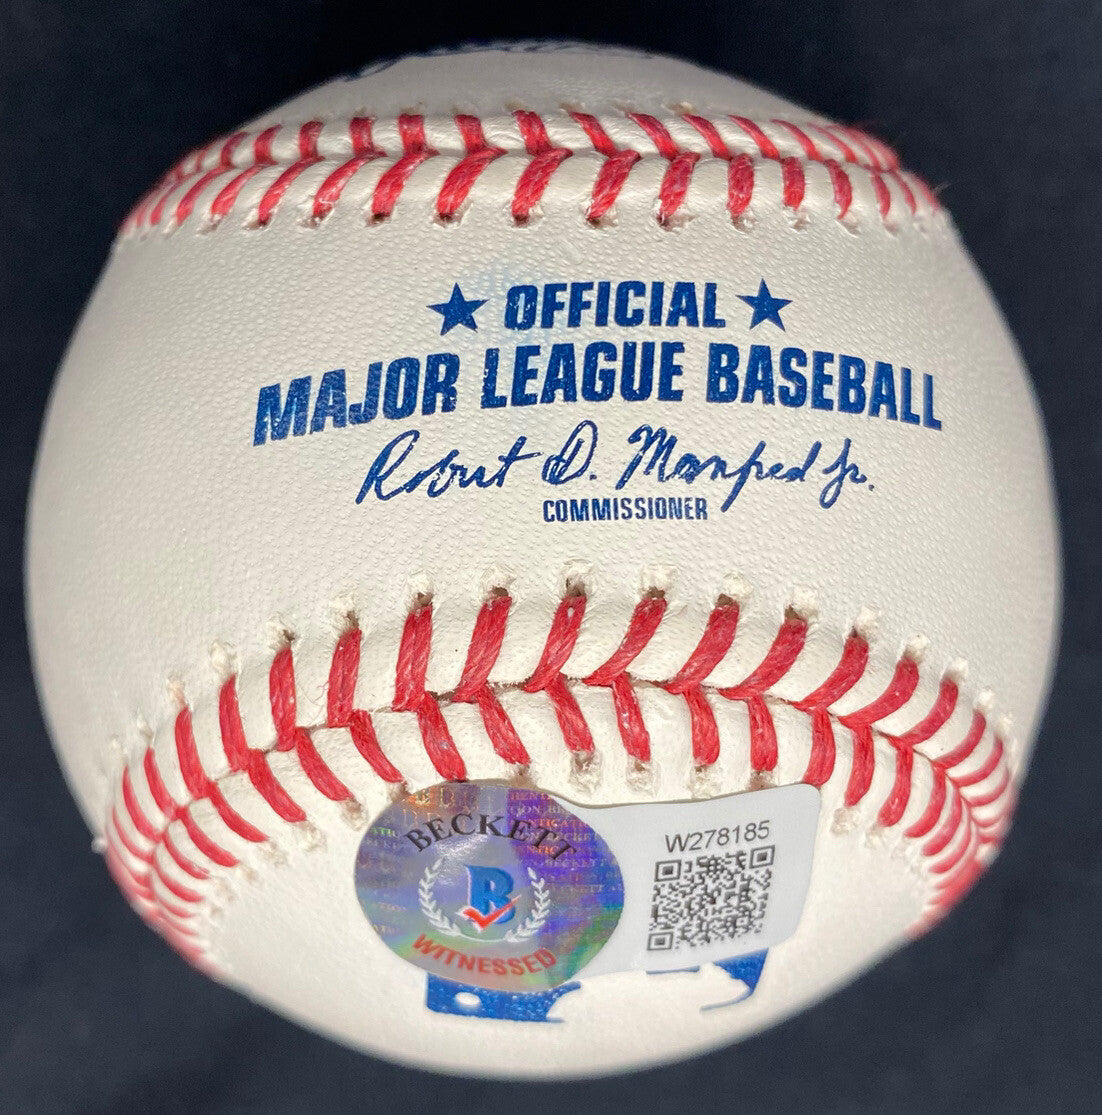 ★ OFFICIAL ★
MAJOR LEAGUE BASEBALL
Robert D. Manfred Jr.
COMMISSIONER
BECKETT
B
WITNESSED
W278185